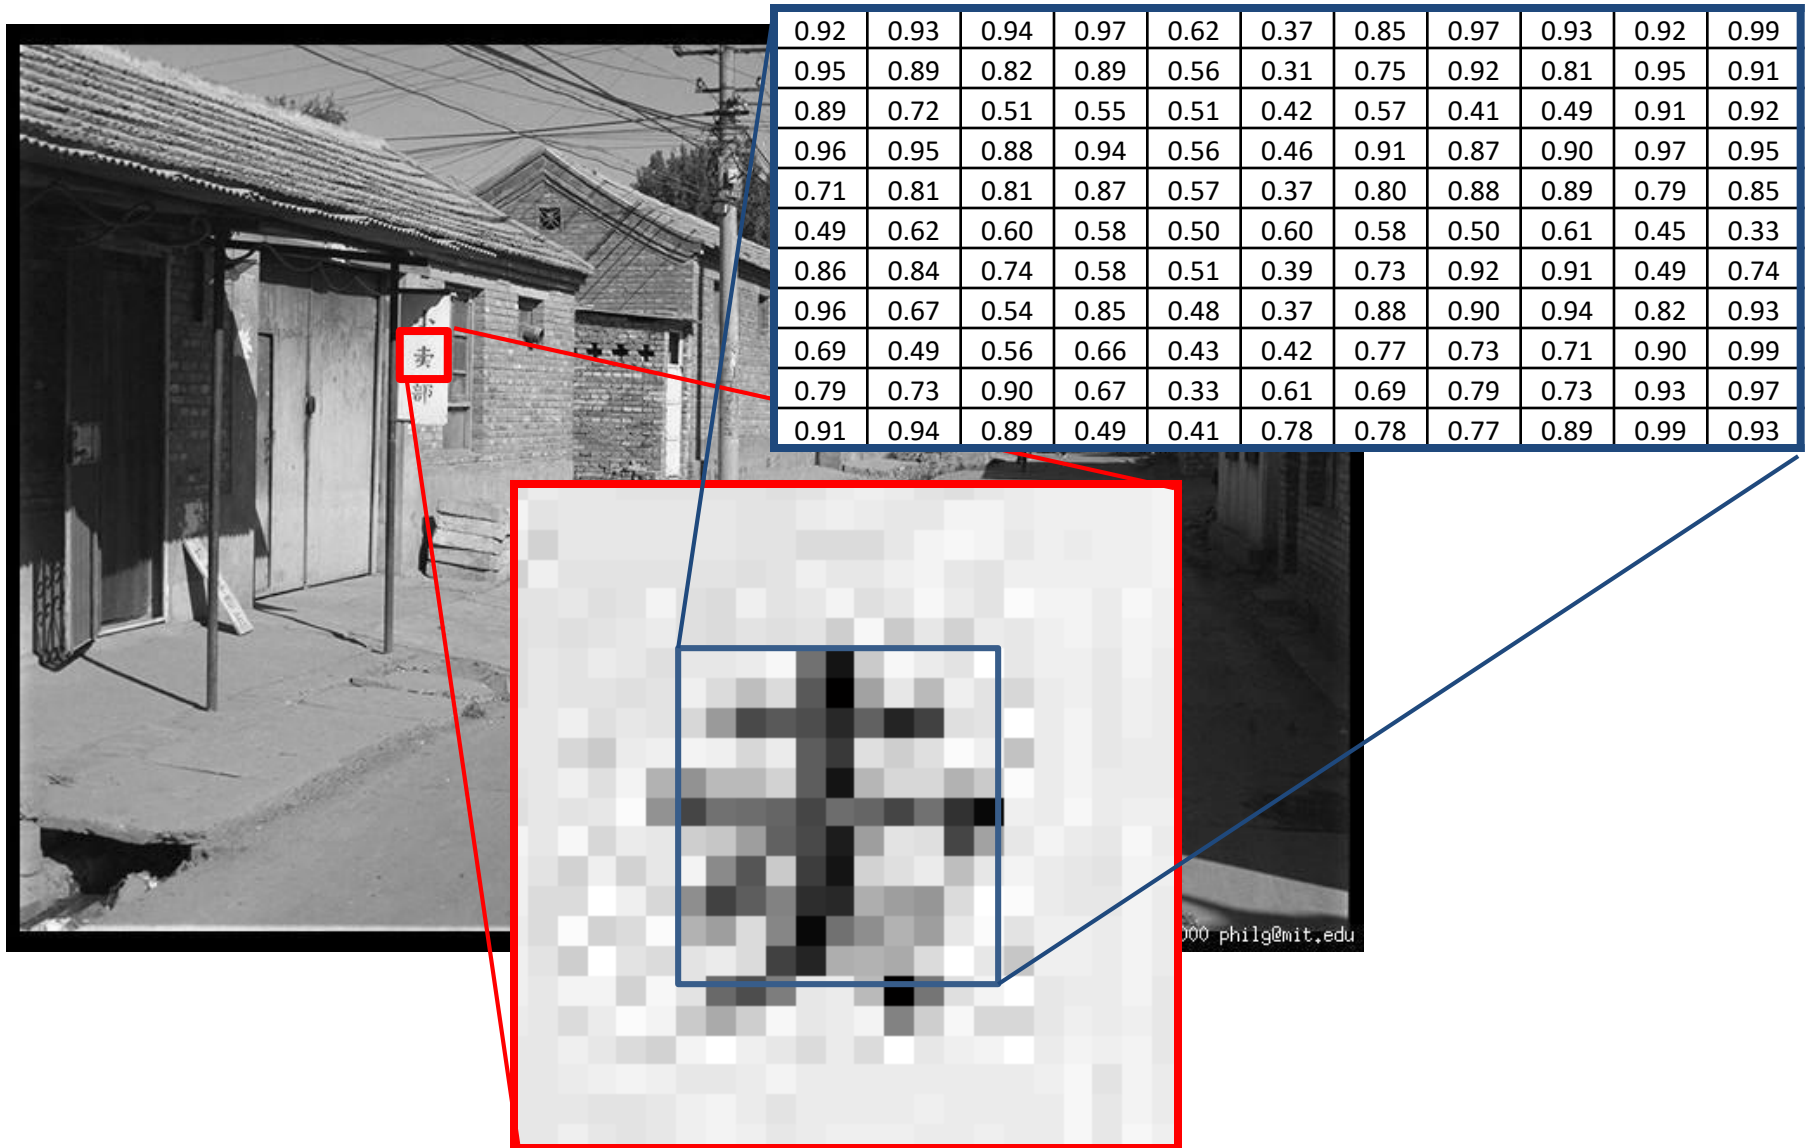 0.92 0.93 0.94 0.97 0.62 0.37 0.85 0.97 0.93 0.92 0.99
0.95 0.89 0.82 0.89 0.56 0.31 0.75 0.92 0.81 0.95 0.91
0.89 0.72 0.51 0.55 0.51 0.42 0.57 0.41 0.49 0.91 0.92
0.96 0.95 0.88 0.94 0.56 0.46 0.91 0.87 0.90 0.97 0.95
0.71 0.81 0.81 0.87 0.57 0.37 0.80 0.88 0.89 0.79 0.85
0.49 0.62 0.60 0.58 0.50 0.60 0.58 0.50 0.61 0.45 0.33
0.86 0.84 0.74 0.58 0.51 0.39 0.73 0.92 0.91 0.49 0.74
0.96 0.67 0.54 0.85 0.48 0.37 0.88 0.90 0.94 0.82 0.93
0.69 0.49 0.56 0.66 0.43 0.42 0.77 0.73 0.71 0.90 0.99
0.79 0.73 0.90 0.67 0.33 0.61 0.69 0.79 0.73 0.93 0.97
0.91 0.94 0.89 0.49 0.41 0.78 0.78 0.77 0.89 0.99 0.93
卖
部
000 philg@mit.edu